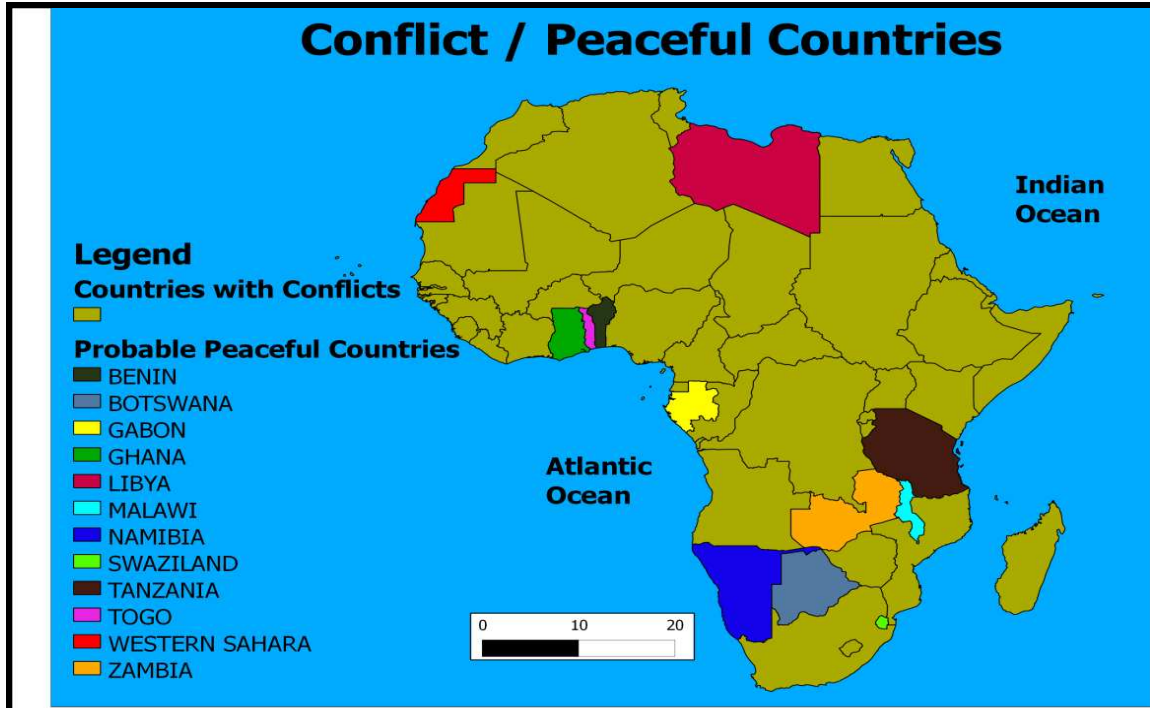 Conflict / Peaceful Countries
Indian
Ocean
Legend
Countries with Conflicts
Probable Peaceful Countries
BENIN
BOTSWANA
GABON
GHANA
LIBYA
MALAWI
NAMIBIA
SWAZILAND
TANZANIA
TOGO
WESTERN SAHARA
ZAMBIA
Atlantic
Ocean
0 10 20